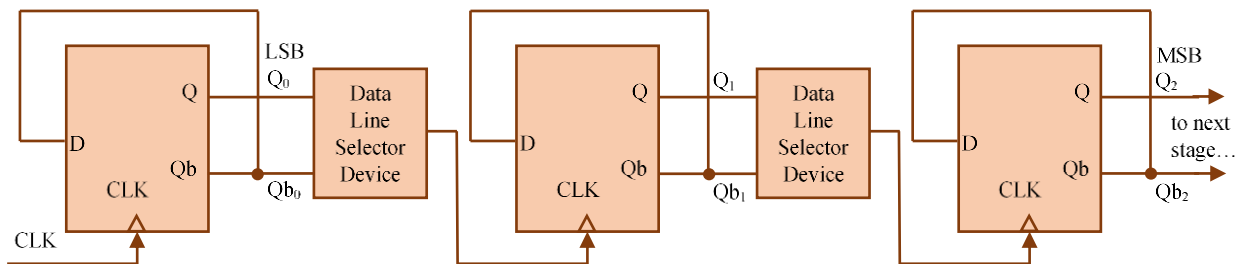 LSB
MSB
Q
Q₀
Data
Line
Selector
Device
Q
Q₁
Data
Line
Selector
Device
Q
Q₂
D
D
D
to next
stage…
Qb
Qb₀
Qb
Qb₁
Qb
Qb₂
CLK
CLK
CLK
CLK